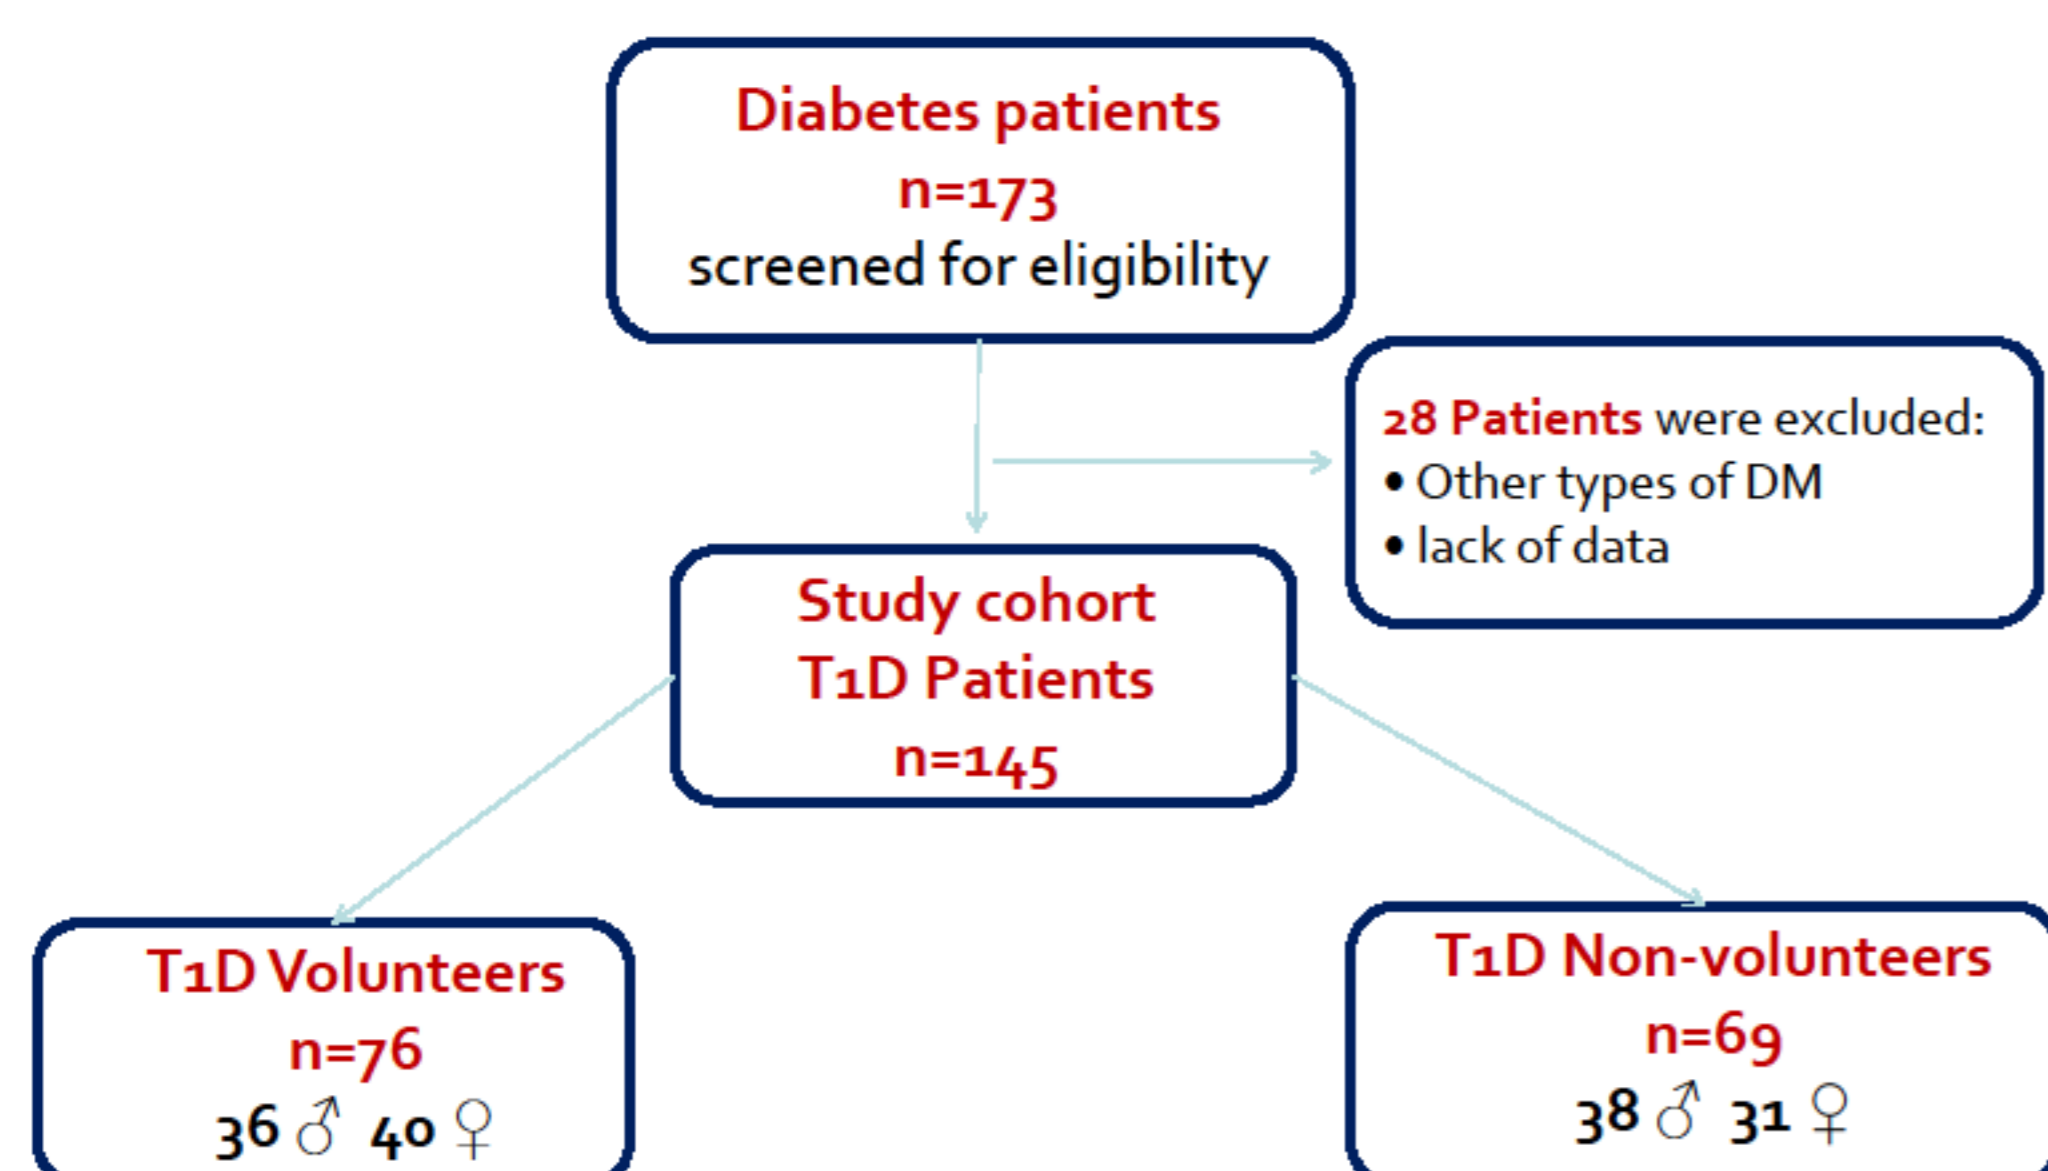 Diabetes patients
n=173
screened for eligibility
28 Patients were excluded:
• Other types of DM
• lack of data
Study cohort
T1D Patients
n=145
T1D Volunteers
n=76
36 ♂ 40 ♀
T1D Non-volunteers
n=69
38 ♂ 31 ♀